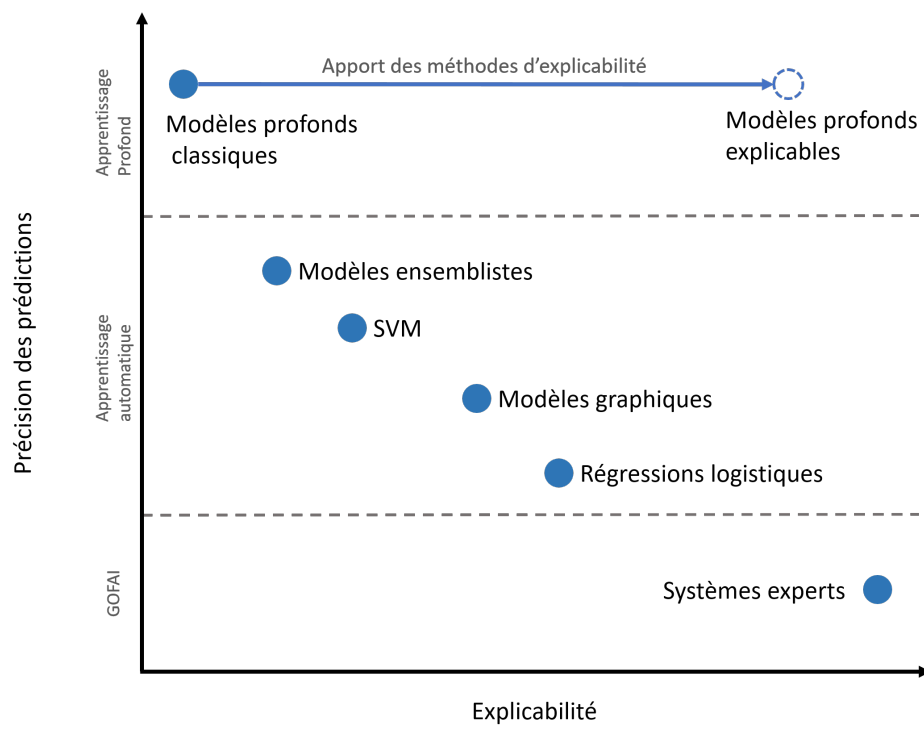 Apport des méthodes d'explicabilité
Modèles profonds
classiques
Modèles profonds
explicables
Apprentissage
Profond
Précision des prédictions
Modèles ensemblistes
SVM
Apprentissage
automatique
Modèles graphiques
Régressions logistiques
GOFAI
Systèmes experts
Explicabilité